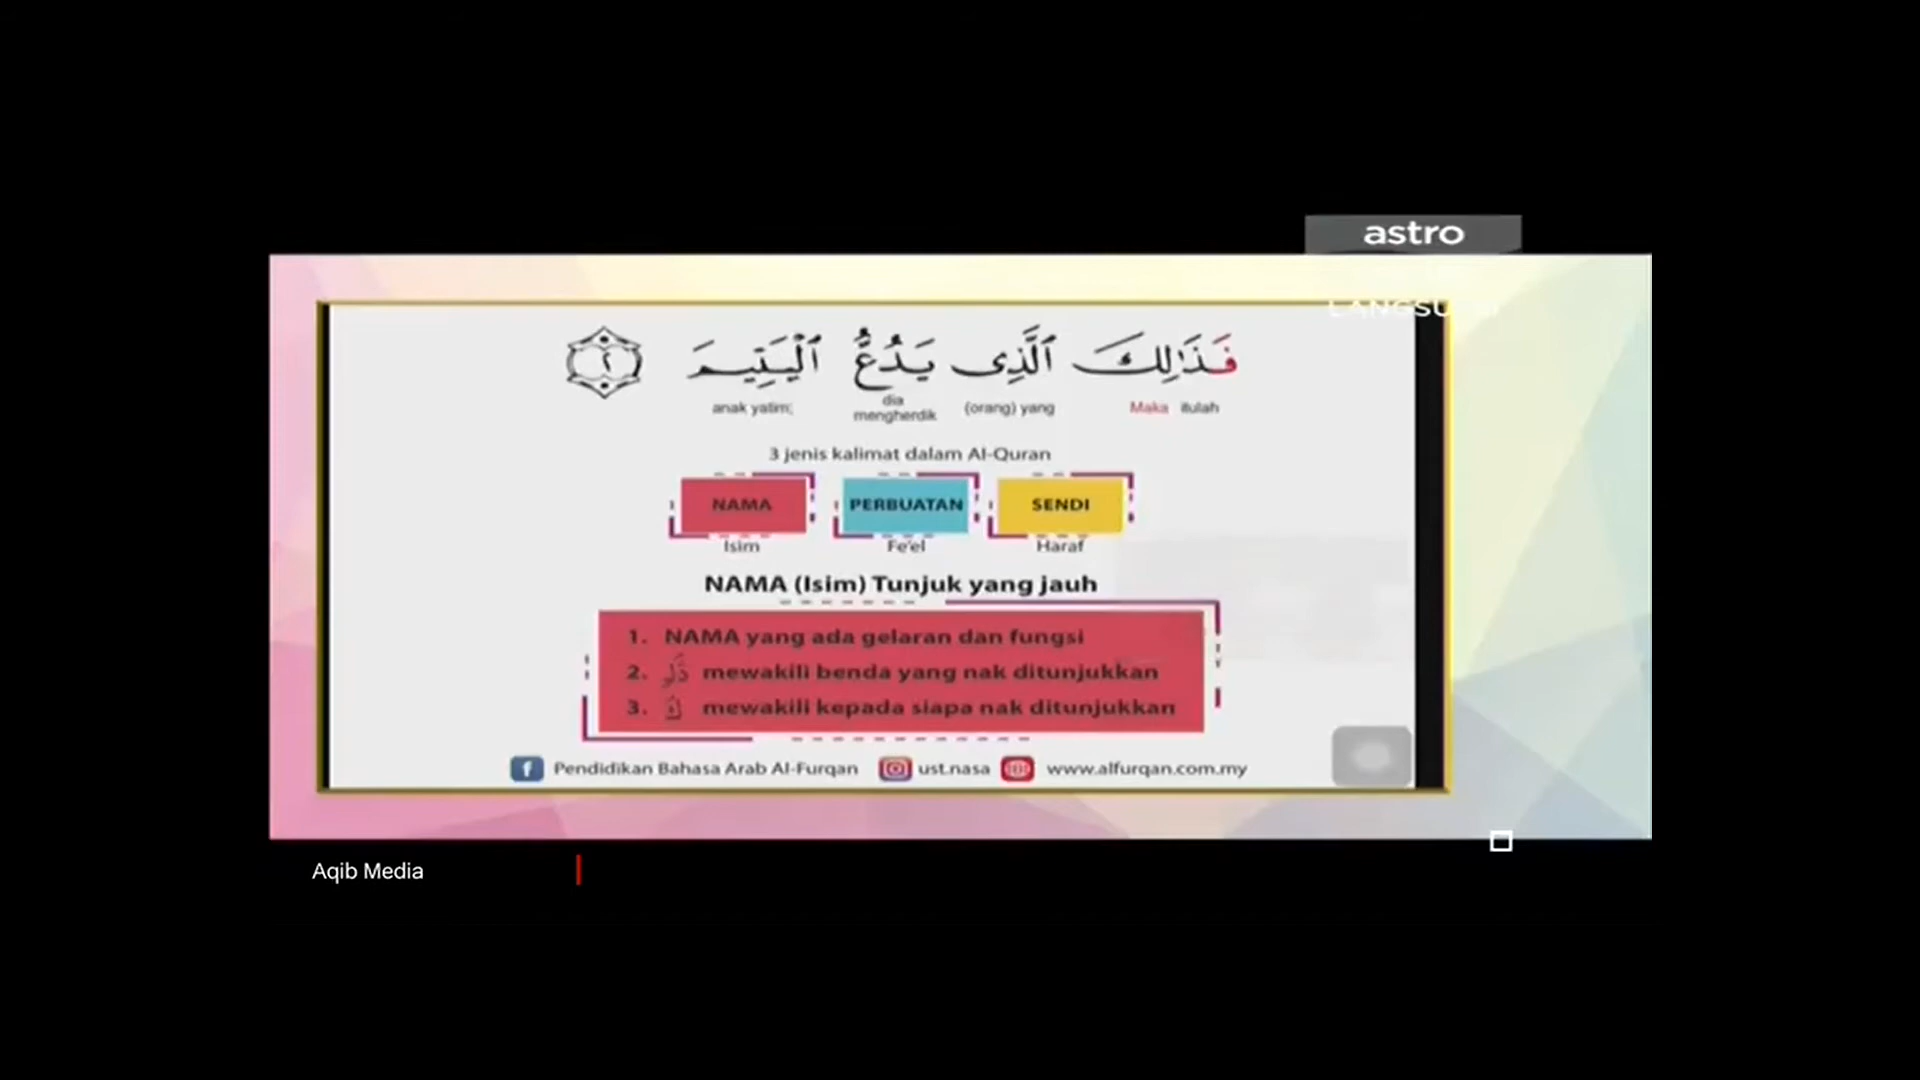 astro
فَذَٰلِكَ ٱلَّذِى يَدُعُّ ٱلْيَتِيمَ ٢
Maka itulah (orang) yang dia mengherdik anak yatim;
3 jenis kalimat dalam Al-Quran
NAMA PERBUATAN SENDI
Isim Fe'el Haraf
NAMA (Isim) Tunjuk yang jauh
1. NAMA yang ada gelaran dan fungsi
2. mewakili benda yang nak ditunjukkan
3. mewakili kepada siapa nak ditunjukkan
Pendidikan Bahasa Arab Al-Furqan ust.nasa www.alfurqan.com.my
Aqib Media